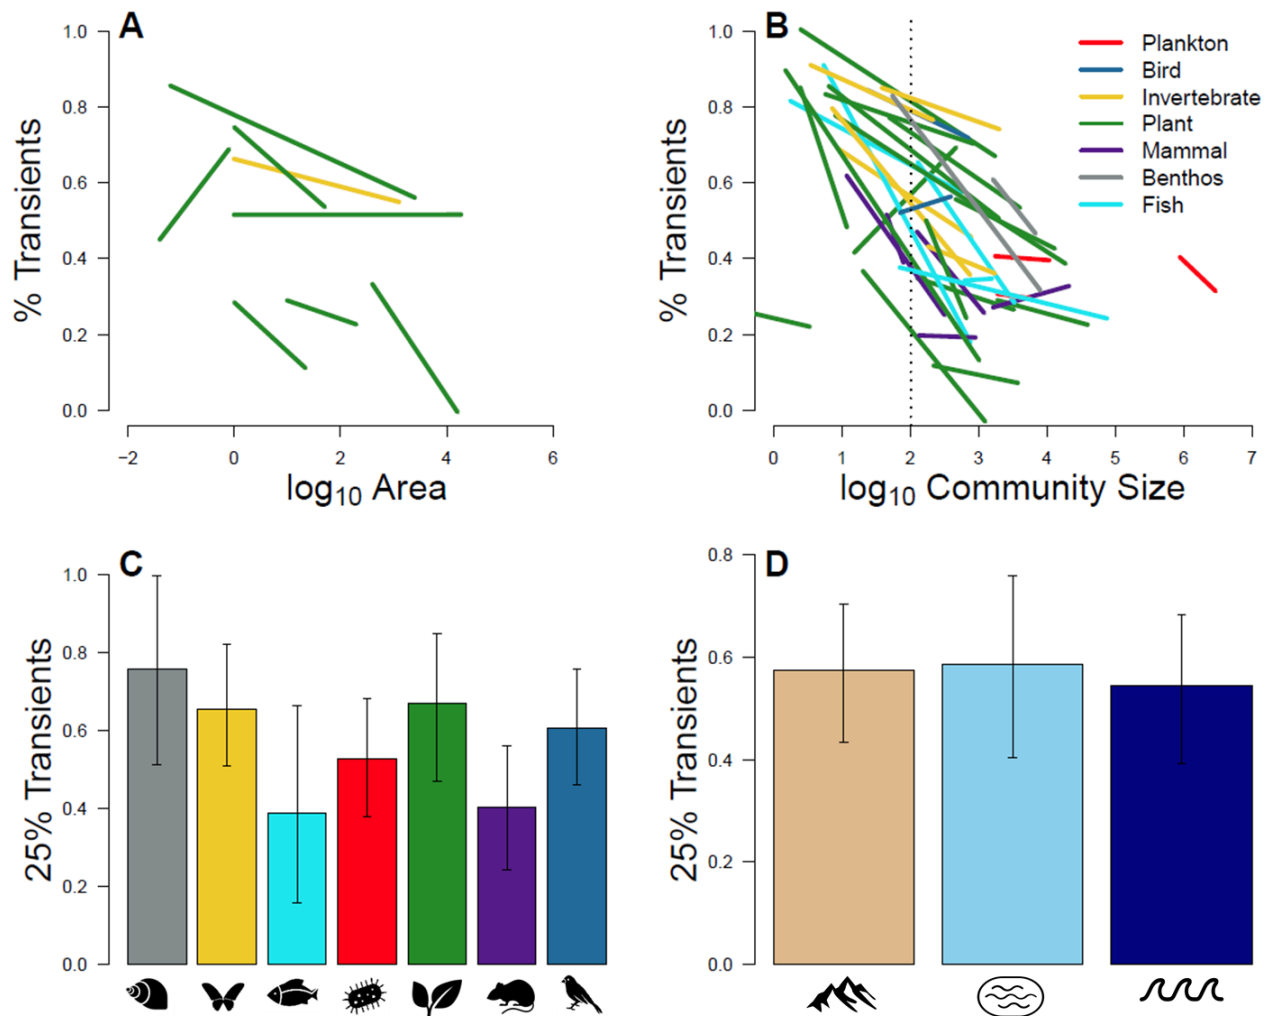 A
% Transients
1.0
0.8
0.6
0.4
0.2
0.0
−2 0 2 4 6
log10 Area
B
% Transients
1.0
0.8
0.6
0.4
0.2
0.0
0 1 2 3 4 5 6 7
log10 Community Size
Plankton
Bird
Invertebrate
Plant
Mammal
Benthos
Fish
C
25% Transients
1.0
0.8
0.6
0.4
0.2
0.0
D
25% Transients
0.8
0.6
0.4
0.2
0.0